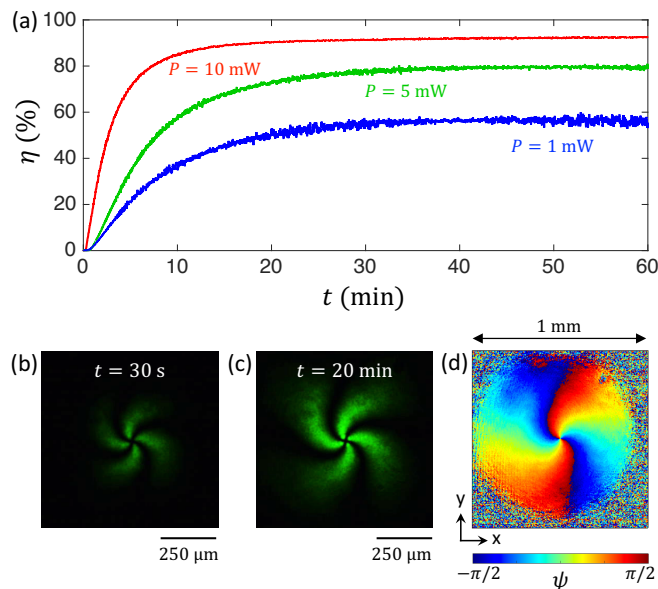 (a)
100
80
60
40
20
0
η (%)
P = 10 mW
P = 5 mW
P = 1 mW
0 10 20 30 40 50 60
t (min)
(b) t = 30 s
(c) t = 20 min
(d) 1 mm
y
x
250 μm
250 μm
−π/2 ψ π/2